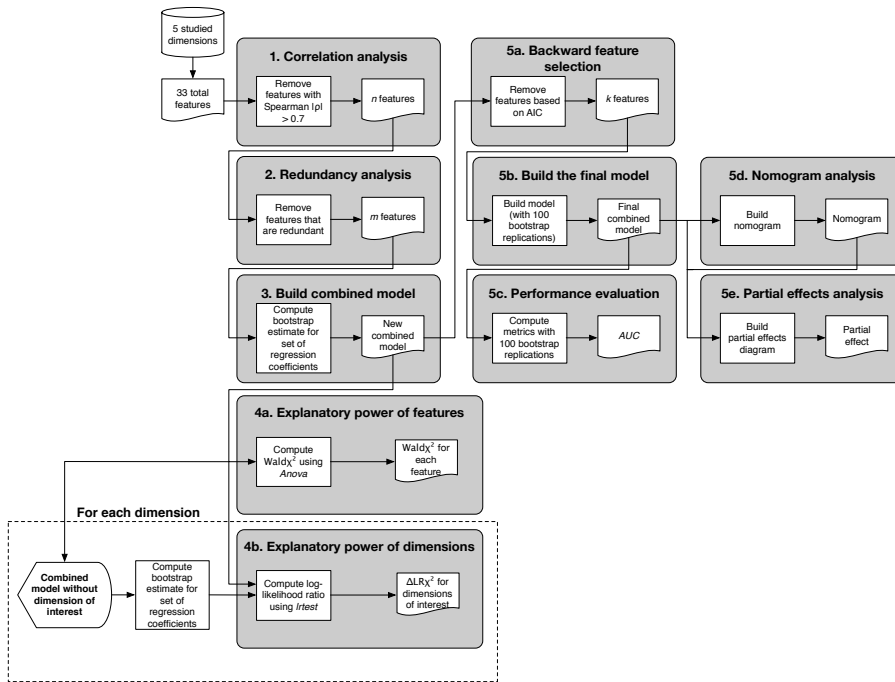 5 studied
dimensions
33 total
features
1. Correlation analysis
Remove
features with
Spearman |ρ|
> 0.7
n features
2. Redundancy analysis
Remove
features that
are redundant
m features
3. Build combined model
Compute
bootstrap
estimate for
set of
regression
coefficients
New
combined
model
4a. Explanatory power of features
Compute
Waldχ² using
Anova
Waldχ² for
each
feature
For each dimension
Combined
model without
dimension of
interest
Compute
bootstrap
estimate for
set of
regression
coefficients
4b. Explanatory power of dimensions
Compute log-
likelihood ratio
using lrtest
ΔLRχ² for
dimensions
of interest
5a. Backward feature
selection
Remove
features based
on AIC
k features
5b. Build the final model
Build model
(with 100
bootstrap
replications)
Final
combined
model
5c. Performance evaluation
Compute
metrics with
100 bootstrap
replications
AUC
5d. Nomogram analysis
Build
nomogram
Nomogram
5e. Partial effects analysis
Build
partial effects
diagram
Partial
effect